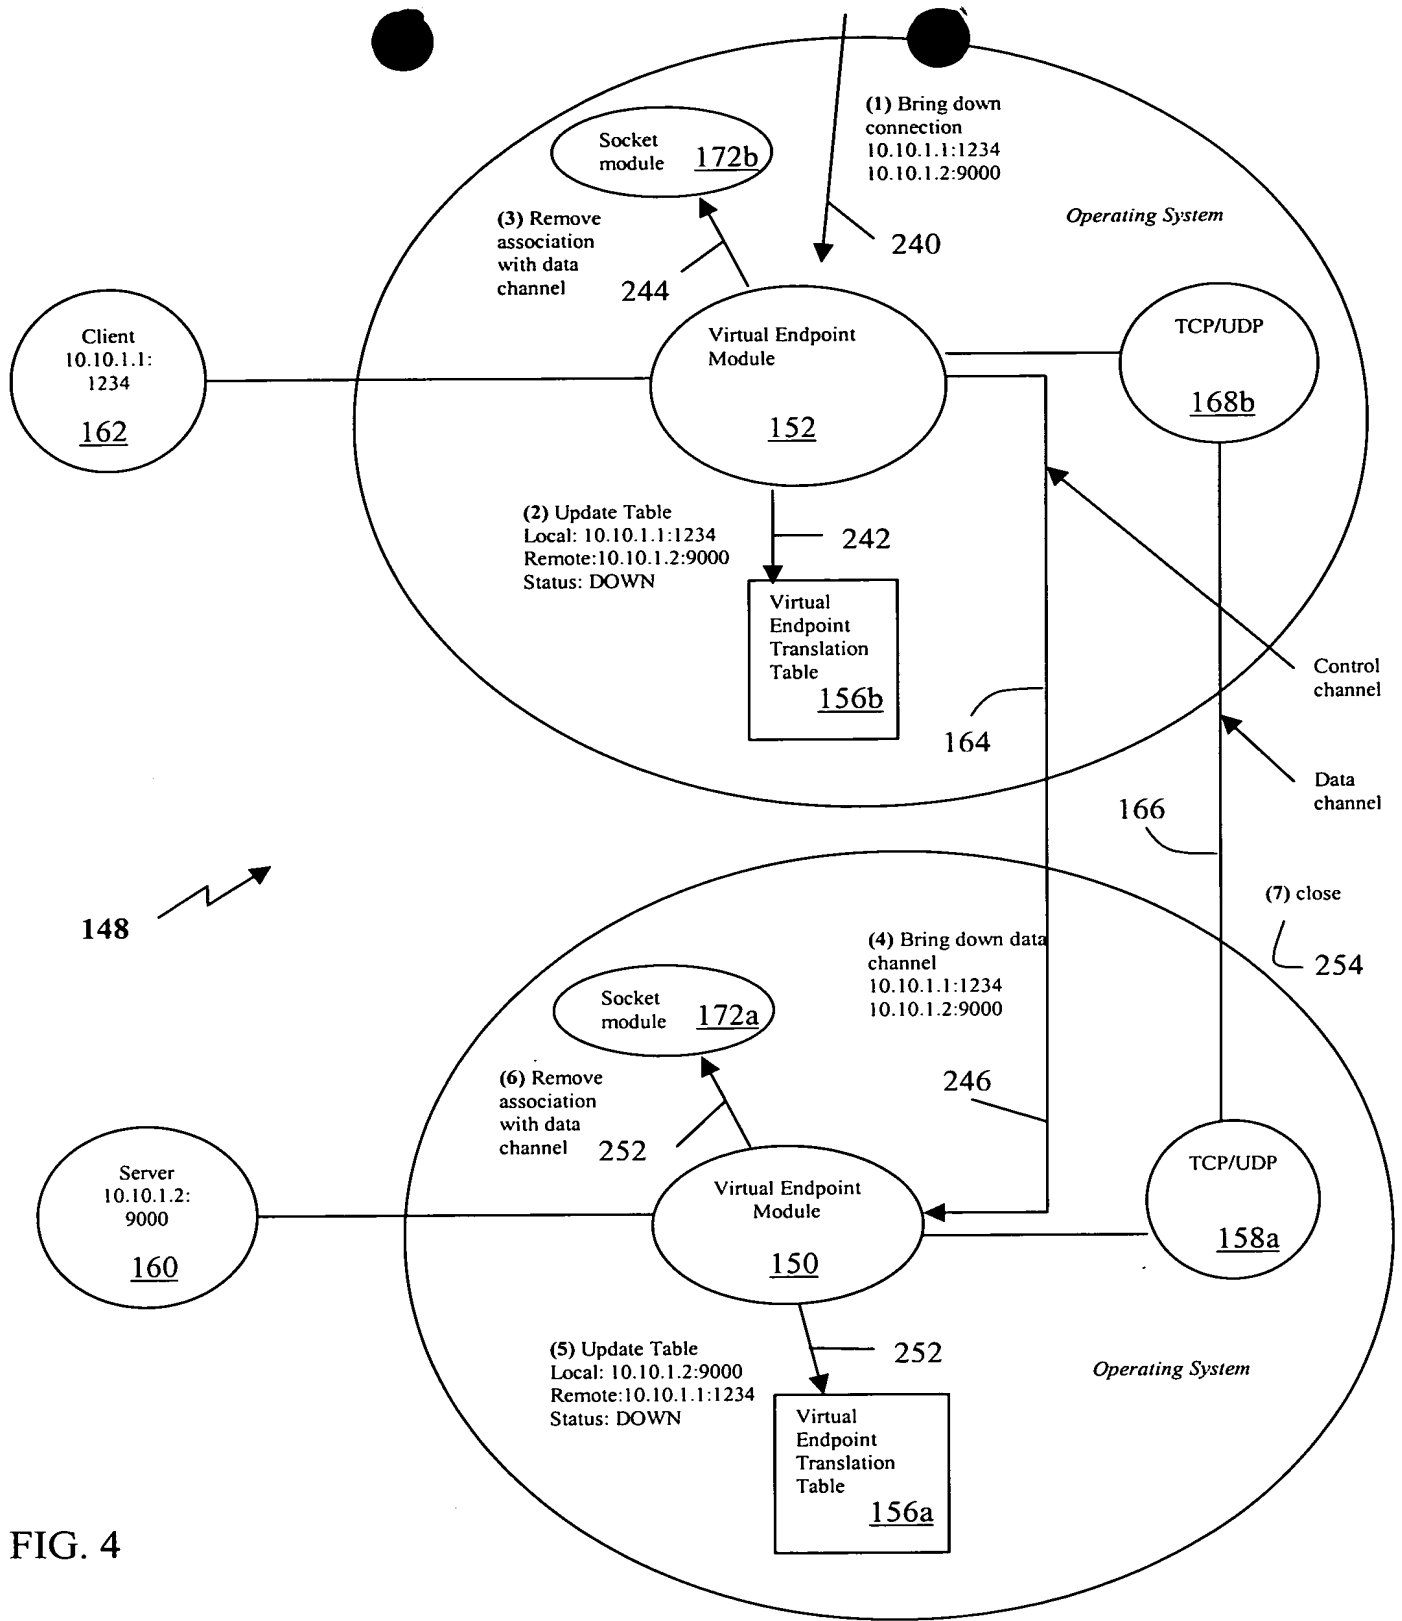 (1) Bring down
connection
10.10.1.1:1234
10.10.1.2:9000
Socket
module 172b
Operating System
(3) Remove
association
with data
channel
240
244
Client
10.10.1.1:
1234
162
Virtual Endpoint
Module
152
TCP/UDP
168b
(2) Update Table
Local: 10.10.1.1:1234
Remote:10.10.1.2:9000
Status: DOWN
242
Virtual
Endpoint
Translation
Table
156b
Control
channel
164
Data
channel
166
148
(7) close
254
(4) Bring down data
channel
10.10.1.1:1234
10.10.1.2:9000
Socket
module 172a
(6) Remove
association
with data
channel
252
246
Server
10.10.1.2:
9000
160
Virtual Endpoint
Module
150
TCP/UDP
158a
(5) Update Table
Local: 10.10.1.2:9000
Remote:10.10.1.1:1234
Status: DOWN
252
Operating System
Virtual
Endpoint
Translation
Table
156a
FIG. 4